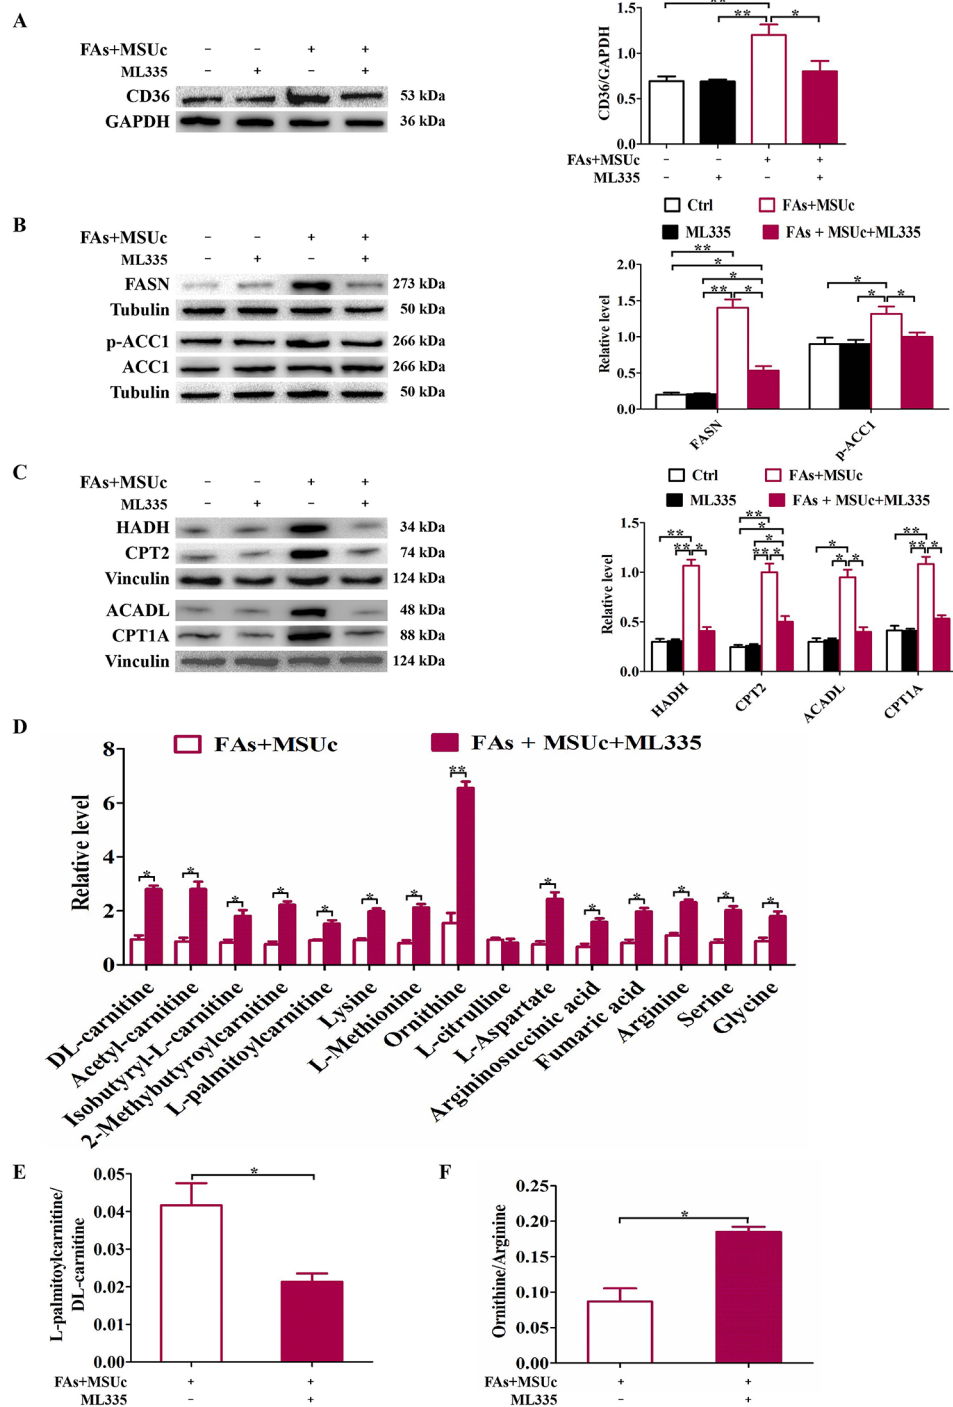 A
FAs+MSUc - - + +
ML335 - + - +
CD36 53 kDa
GAPDH 36 kDa
CD36/GAPDH
1.5
1.0
0.5
0.0
** ** *
FAs+MSUc - - + +
ML335 - + - +
B
FAs+MSUc - - + +
ML335 - + - +
FASN 273 kDa
Tubulin 50 kDa
p-ACC1 266 kDa
ACC1 266 kDa
Tubulin 50 kDa
Ctrl FAs+MSUc
ML335 FAs + MSUc+ML335
Relative level
2.0
1.5
1.0
0.5
0.0
**
*
*
** *
*
* *
FASN p-ACC1
C
FAs+MSUc - - + +
ML335 - + - +
HADH 34 kDa
CPT2 74 kDa
Vinculin 124 kDa
ACADL 48 kDa
CPT1A 88 kDa
Vinculin 124 kDa
Ctrl FAs+MSUc
ML335 FAs + MSUc+ML335
Relative level
1.5
1.0
0.5
0.0
**
** *
**
*
*
** *
*
* *
**
** *
HADH CPT2 ACADL CPT1A
D
FAs+MSUc FAs + MSUc+ML335
Relative level
8
6
4
2
0
* * * * * * * ** * * * * * *
DL-carnitine
Acetyl-carnitine
Isobutyryl-L-carnitine
2-Methybutyroylcarnitine
L-palmitoylcarnitine
Lysine
L-Methionine
Ornithine
L-citrulline
L-Aspartate
Argininosuccinic acid
Fumaric acid
Arginine
Serine
Glycine
E
L-palmitoylcarnitine/
DL-carnitine
0.05
0.04
0.03
0.02
0.01
0.00
*
FAs+MSUc + +
ML335 - +
F
Ornithine/Arginine
0.25
0.20
0.15
0.10
0.05
0.00
*
FAs+MSUc + +
ML335 - +